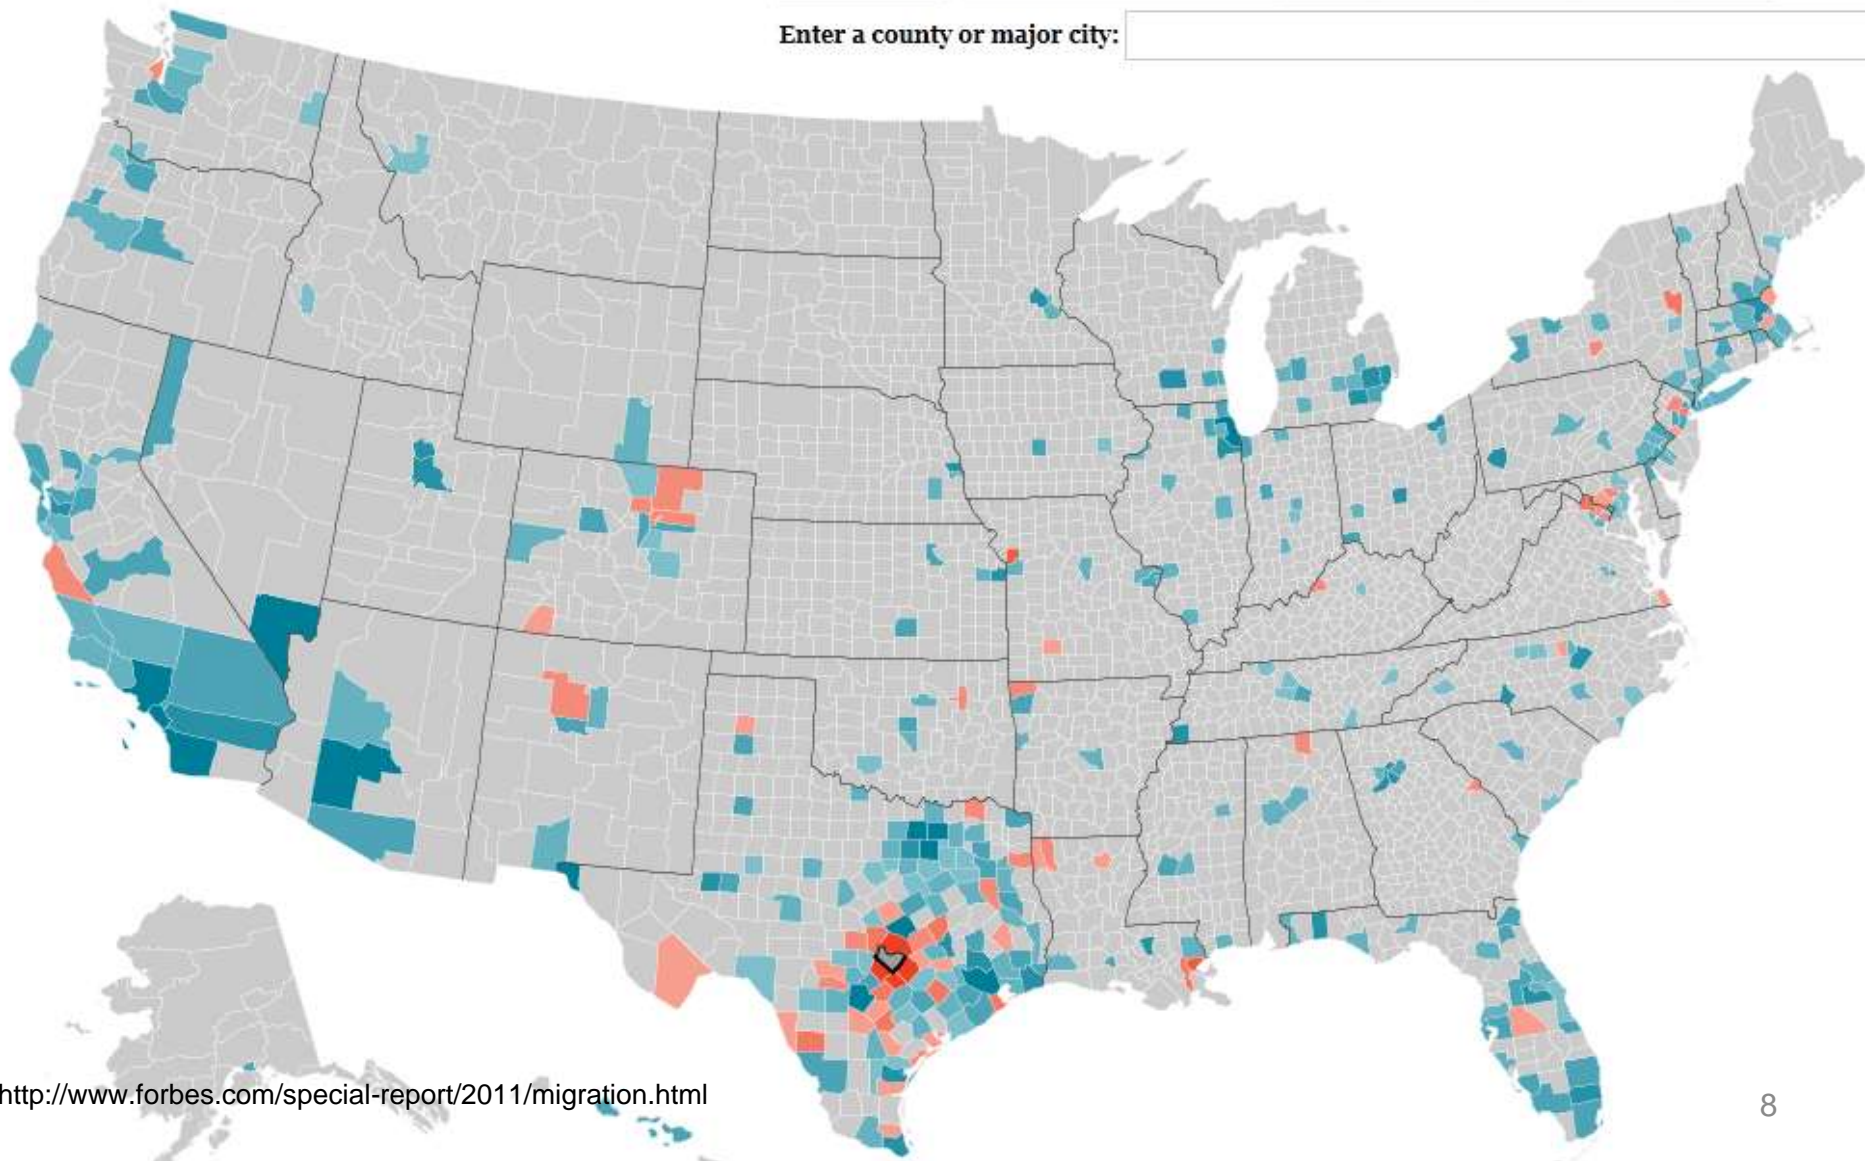 Enter a county or major city:
http://www.forbes.com/special-report/2011/migration.html
8